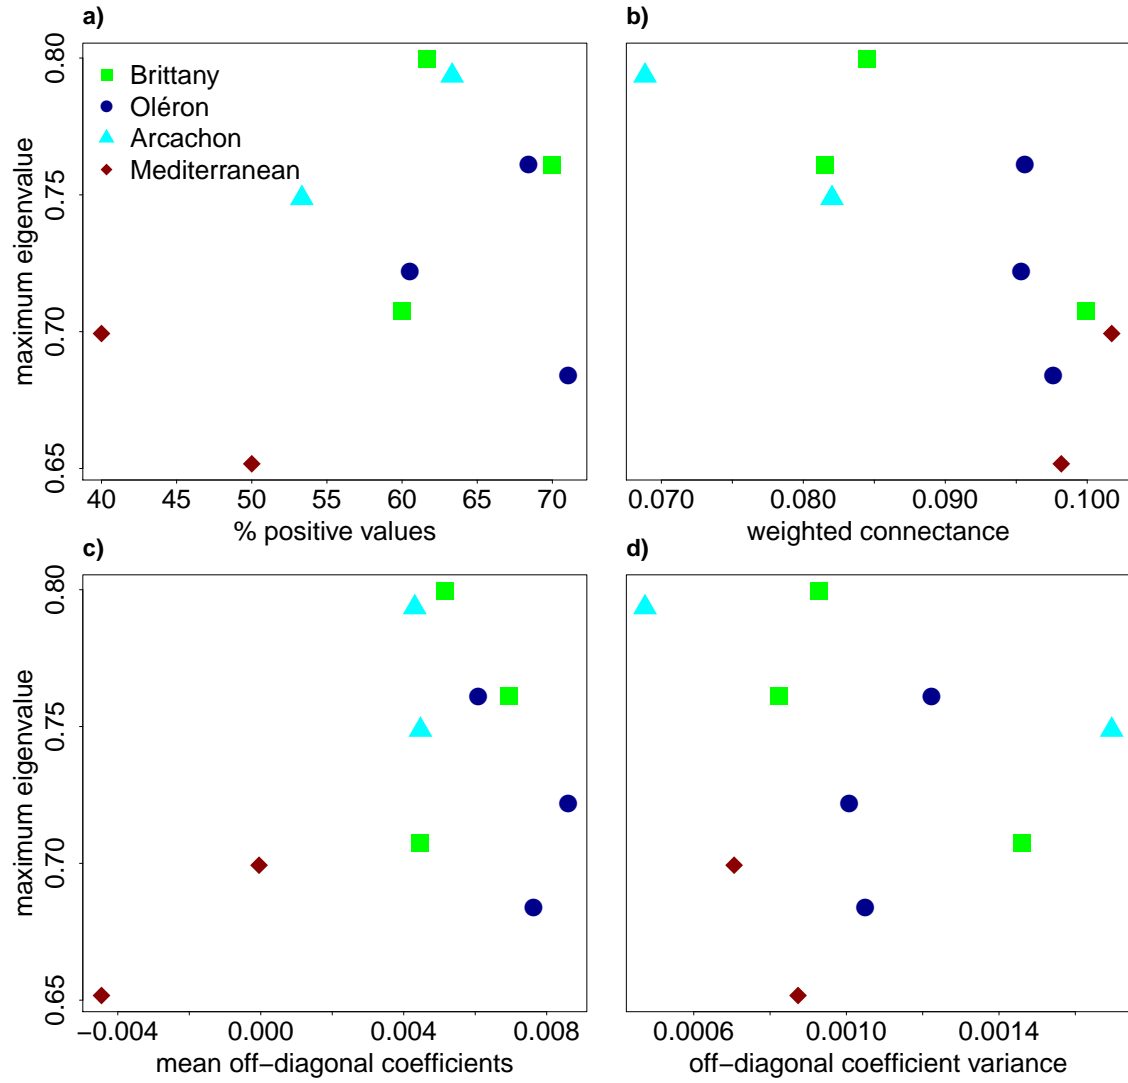 a)
b)
maximum eigenvalue
0.80
0.75
0.70
0.65
Brittany
Oléron
Arcachon
Mediterranean
40 45 50 55 60 65 70
% positive values
0.070 0.080 0.090 0.100
weighted connectance
c)
d)
maximum eigenvalue
0.80
0.75
0.70
0.65
−0.004 0.000 0.004 0.008
mean off−diagonal coefficients
0.0006 0.0010 0.0014
off−diagonal coefficient variance